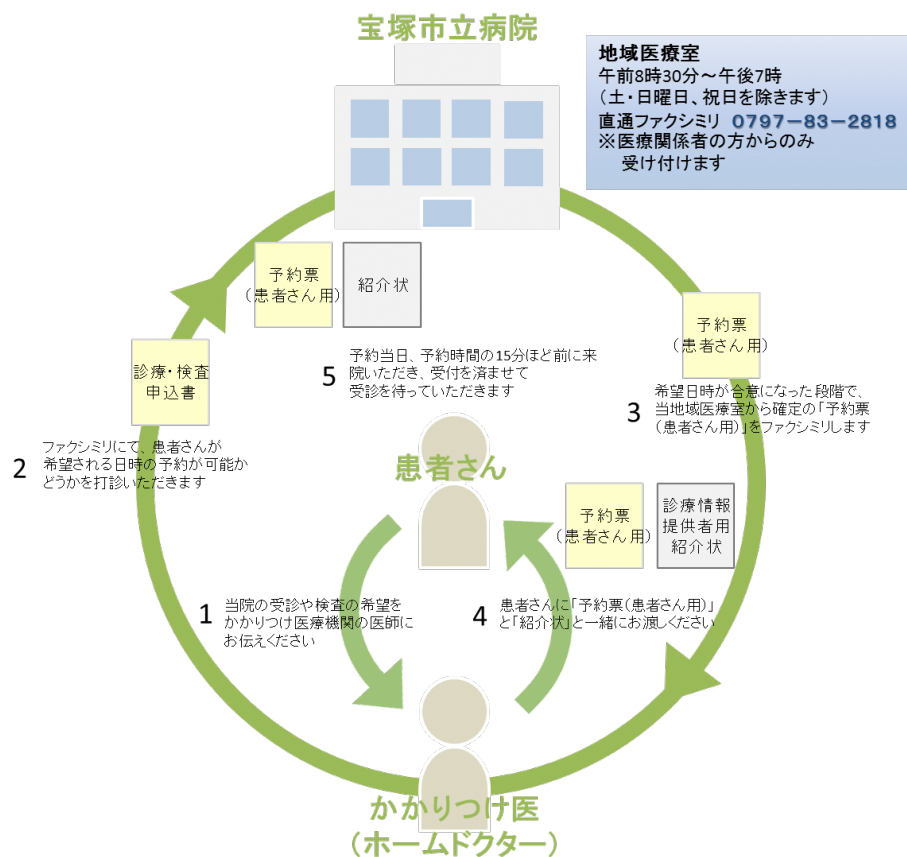 宝塚市立病院
地域医療室
午前8時30分～午後7時
（土・日曜日、祝日を除きます）
直通ファクシミリ 0797－83－2818
※医療関係者の方からのみ
受け付けます
予約票
（患者さん用）
紹介状
予約票
（患者さん用）
診療・検査
申込書
5
予約当日、予約時間の15分ほど前に来
院いただき、受付を済ませて
受診を待っていただきます
3
希望日時が合意になった段階で、
当地域医療室から確定の「予約票
（患者さん用）」をファクシミリします
2
ファクシミリにて、患者さんが
希望される日時の予約が可能か
どうかを打診いただきます
患者さん
予約票
（患者さん用）
診療情報
提供者用
紹介状
1
当院の受診や検査の希望を
かかりつけ医療機関の医師に
お伝えください
4
患者さんに「予約票（患者さん用）」
と「紹介状」と一緒にお渡しください
かかりつけ医
（ホームドクター）